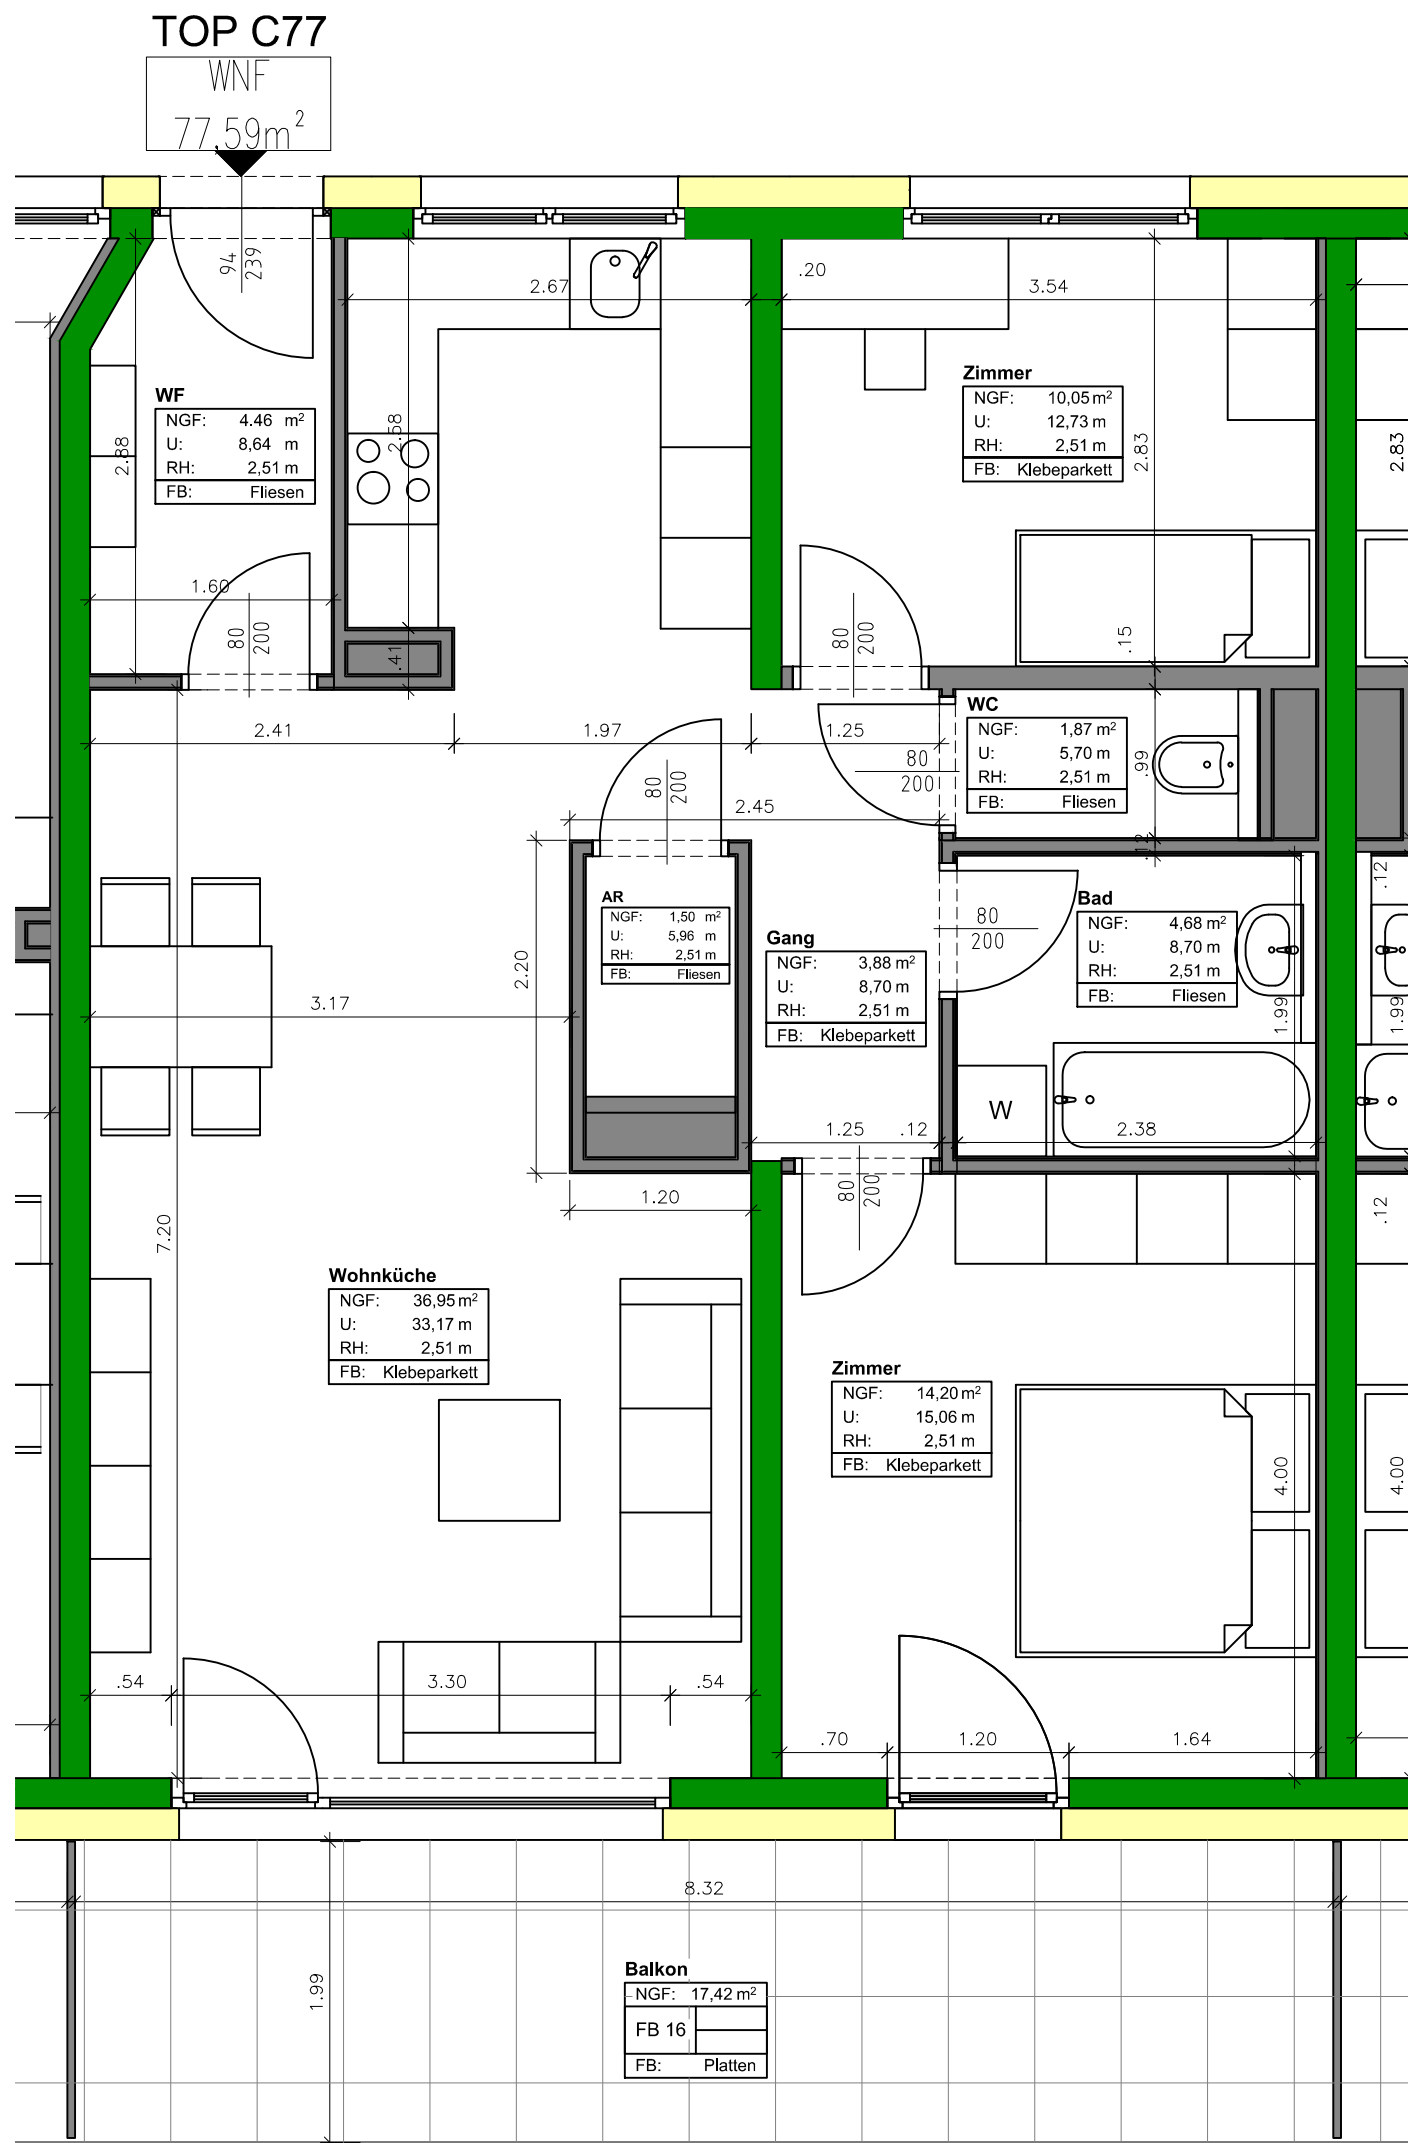 TOP C77
WNF
77,59m²
94
239
2.67
.20
3.54
WF
NGF: 4.46 m²
U: 8,64 m
RH: 2,51 m
FB: Fliesen
2.88
2.58
Zimmer
NGF: 10,05 m²
U: 12,73 m
RH: 2,51 m
FB: Klebeparkett
2.83
2.83
1.60
80
200
.41
80
200
.15
2.41
1.97
1.25
80
200
WC
NGF: 1,87 m²
U: 5,70 m
RH: 2,51 m
FB: Fliesen
.99
80
200
2.45
.12
.12
AR
NGF: 1,50 m²
U: 5,96 m
RH: 2,51 m
FB: Fliesen
2.20
Gang
NGF: 3,88 m²
U: 8,70 m
RH: 2,51 m
FB: Klebeparkett
80
200
Bad
NGF: 4,68 m²
U: 8,70 m
RH: 2,51 m
FB: Fliesen
1.99
1.99
3.17
W
1.25
.12
2.38
80
200
1.20
.12
7.20
Wohnküche
NGF: 36,95 m²
U: 33,17 m
RH: 2,51 m
FB: Klebeparkett
Zimmer
NGF: 14,20 m²
U: 15,06 m
RH: 2,51 m
FB: Klebeparkett
4.00
4.00
.54
3.30
.54
.70
1.20
1.64
8.32
1.99
Balkon
NGF: 17,42 m²
FB 16
FB: Platten